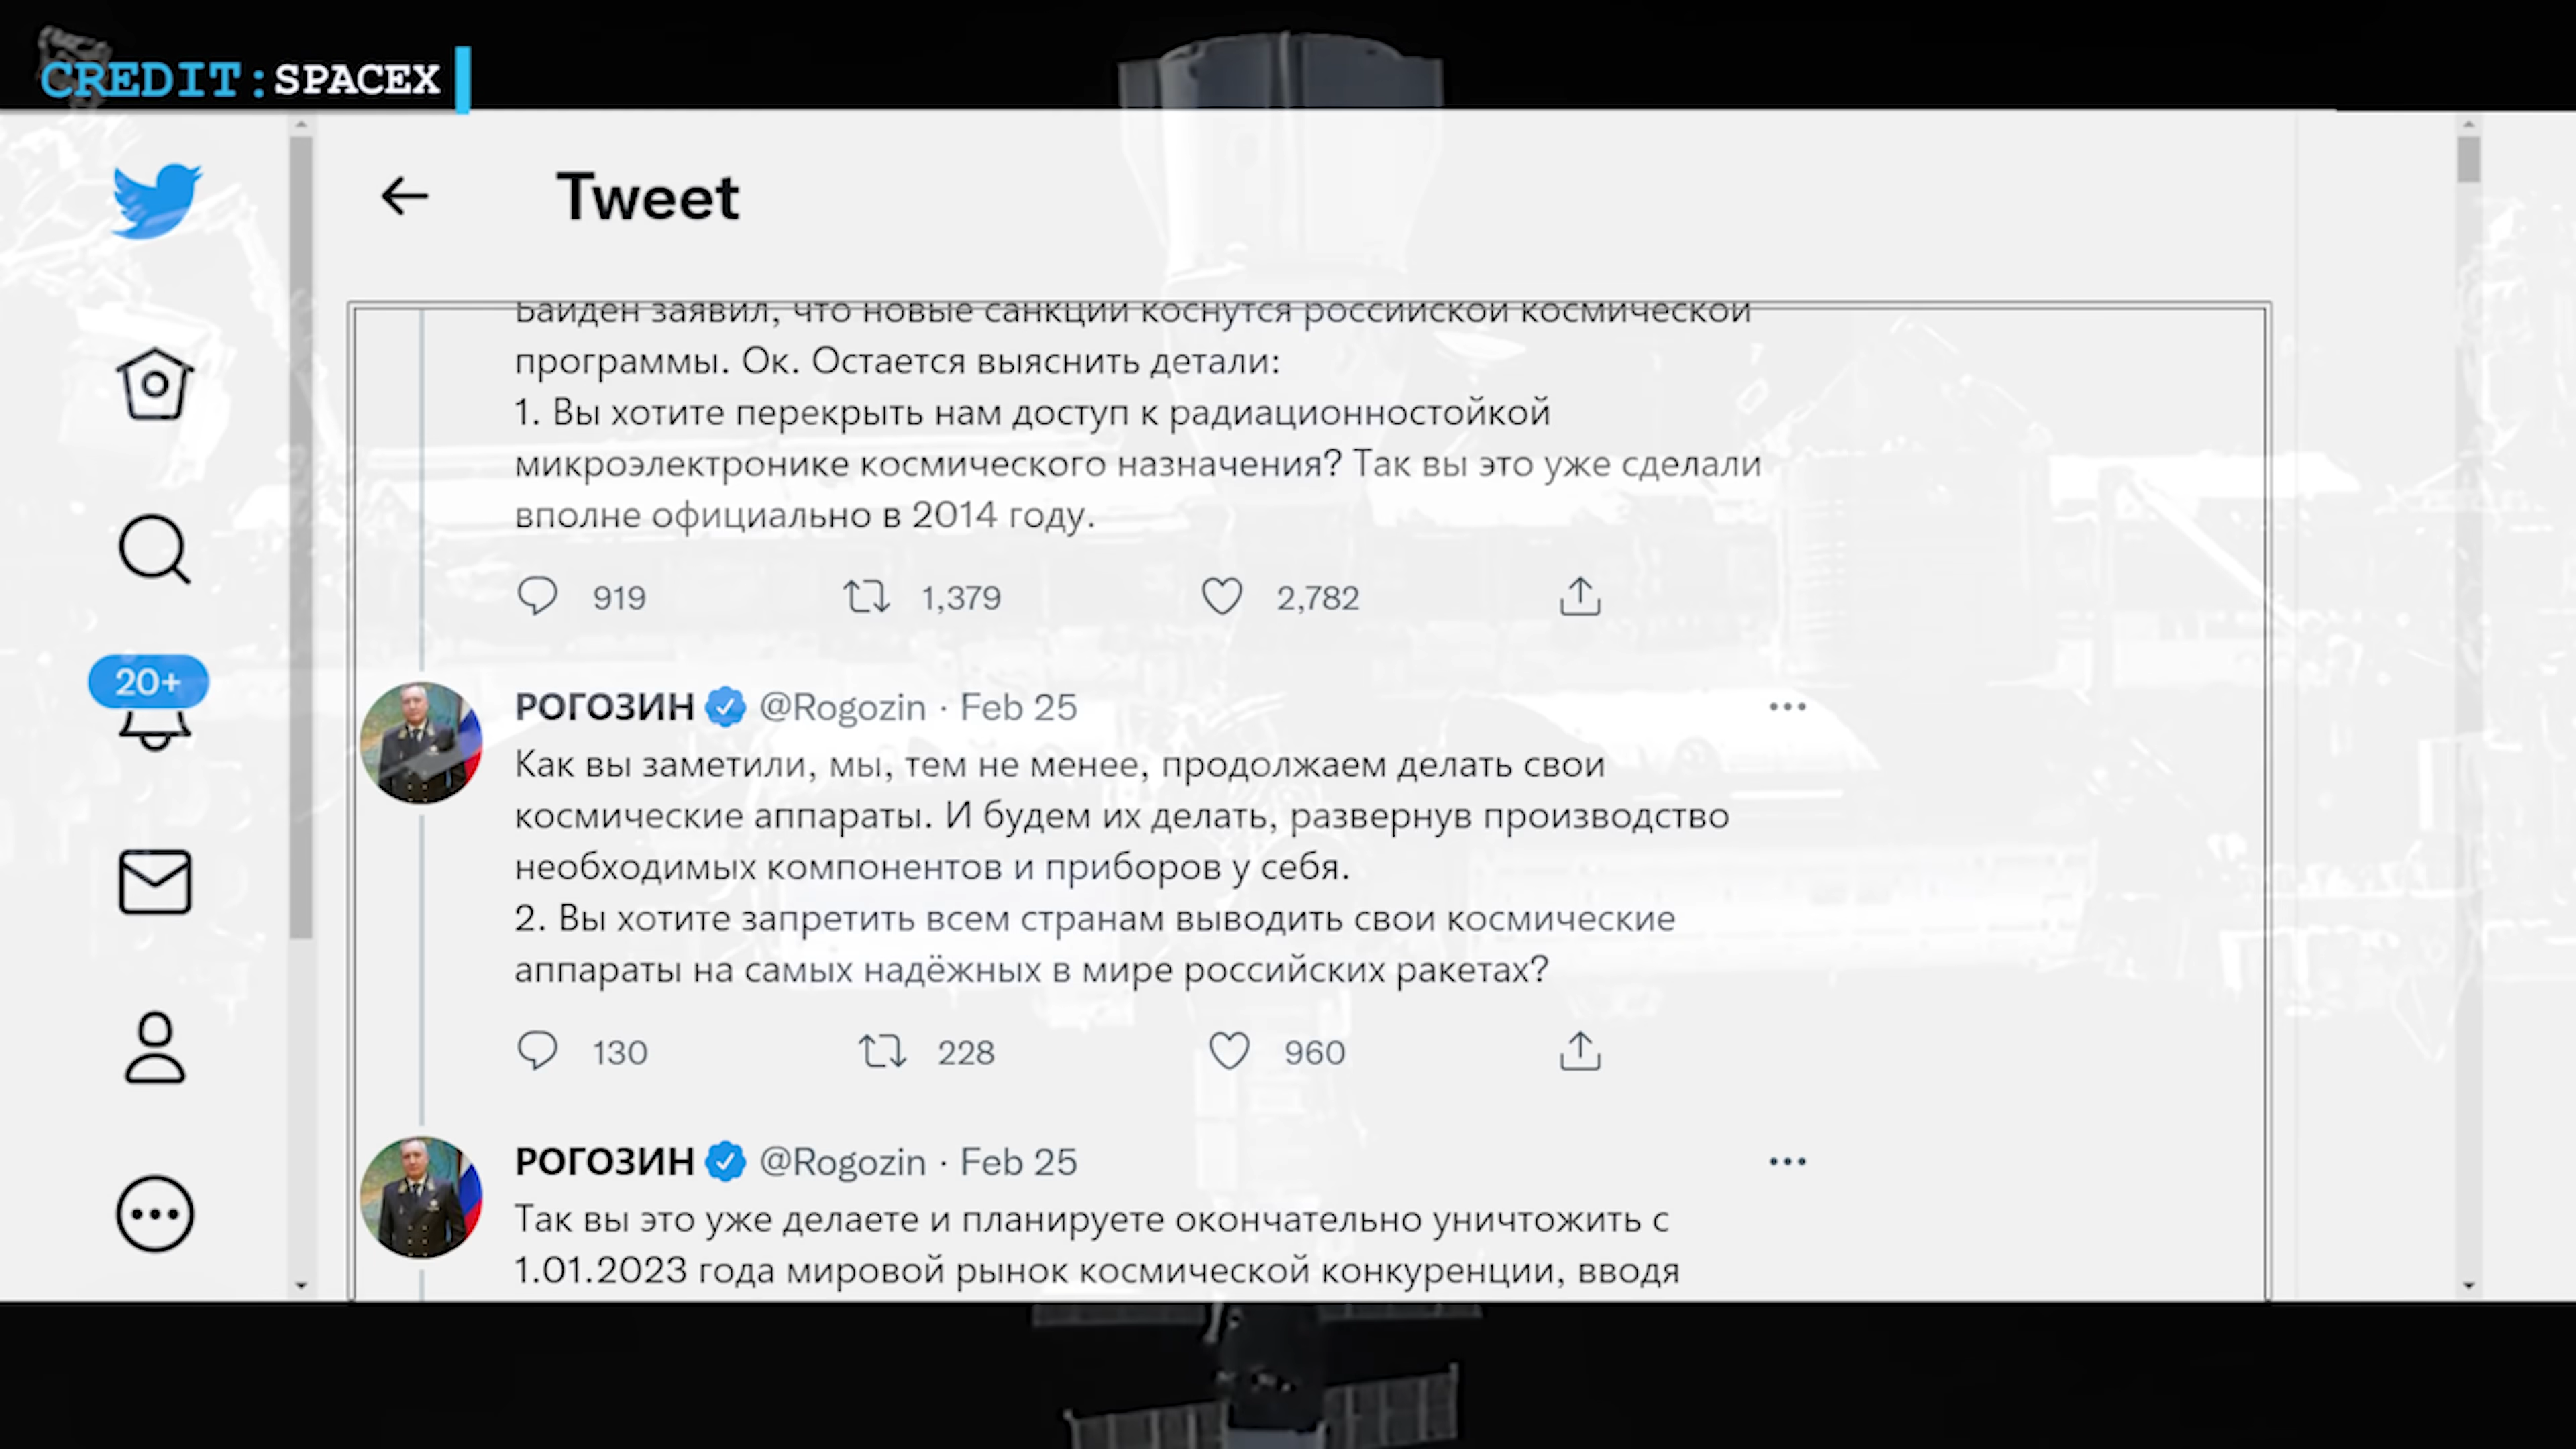 CREDIT:SPACEX
Tweet
Байден заявил, что новые санкции коснутся российской космической
программы. Ок. Остается выяснить детали:
1. Вы хотите перекрыть нам доступ к радиационностойкой
микроэлектронике космического назначения? Так вы это уже сделали
вполне официально в 2014 году.
919 1,379 2,782
20+
РОГОЗИН @Rogozin · Feb 25
Как вы заметили, мы, тем не менее, продолжаем делать свои
космические аппараты. И будем их делать, развернув производство
необходимых компонентов и приборов у себя.
2. Вы хотите запретить всем странам выводить свои космические
аппараты на самых надёжных в мире российских ракетах?
130 228 960
РОГОЗИН @Rogozin · Feb 25
Так вы это уже делаете и планируете окончательно уничтожить с
1.01.2023 года мировой рынок космической конкуренции, вводя